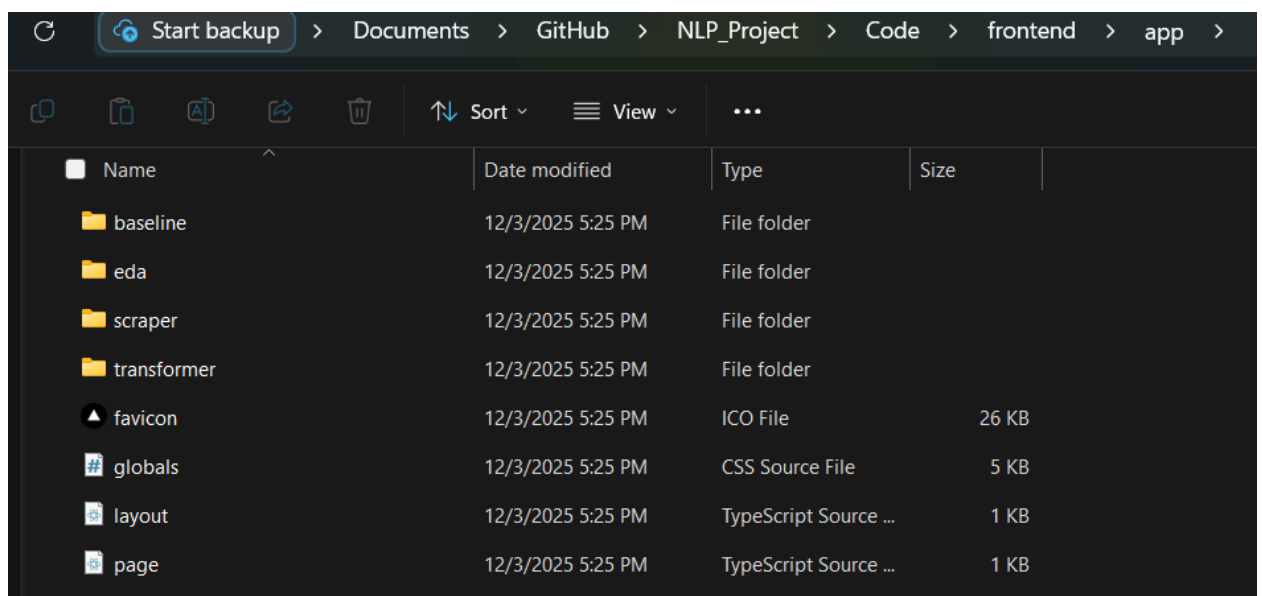 Start backup > Documents > GitHub > NLP_Project > Code > frontend > app >
Sort View ...
Name Date modified Type Size
baseline 12/3/2025 5:25 PM File folder
eda 12/3/2025 5:25 PM File folder
scraper 12/3/2025 5:25 PM File folder
transformer 12/3/2025 5:25 PM File folder
favicon 12/3/2025 5:25 PM ICO File 26 KB
globals 12/3/2025 5:25 PM CSS Source File 5 KB
layout 12/3/2025 5:25 PM TypeScript Source ... 1 KB
page 12/3/2025 5:25 PM TypeScript Source ... 1 KB